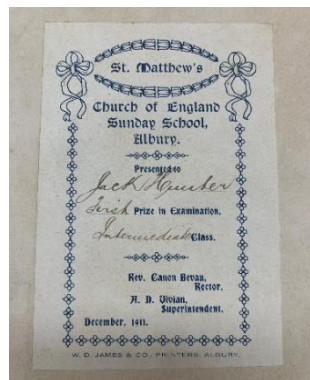 St. Matthew's
Church of England
Sunday School,
Albury.
Presented to
Jack Hunter
First Prize in Examination,
Intermediate Class.
Rev. Canon Bevan,
Rector.
A. D. Vivian,
Superintendent.
December, 1911.
W. D. JAMES & CO., PRINTERS, ALBURY.